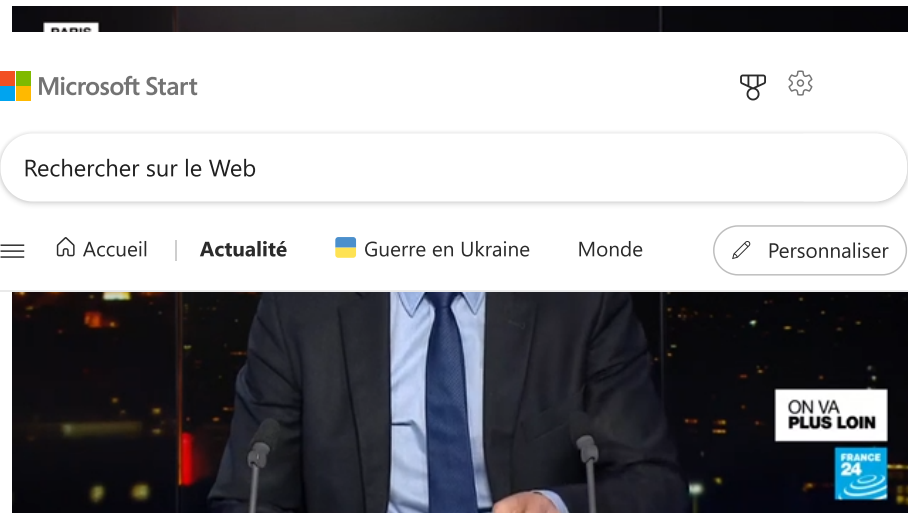 PARIS
Microsoft Start
Rechercher sur le Web
Accueil | Actualité Guerre en Ukraine Monde Personnaliser
ON VA
PLUS LOIN
FRANCE
24